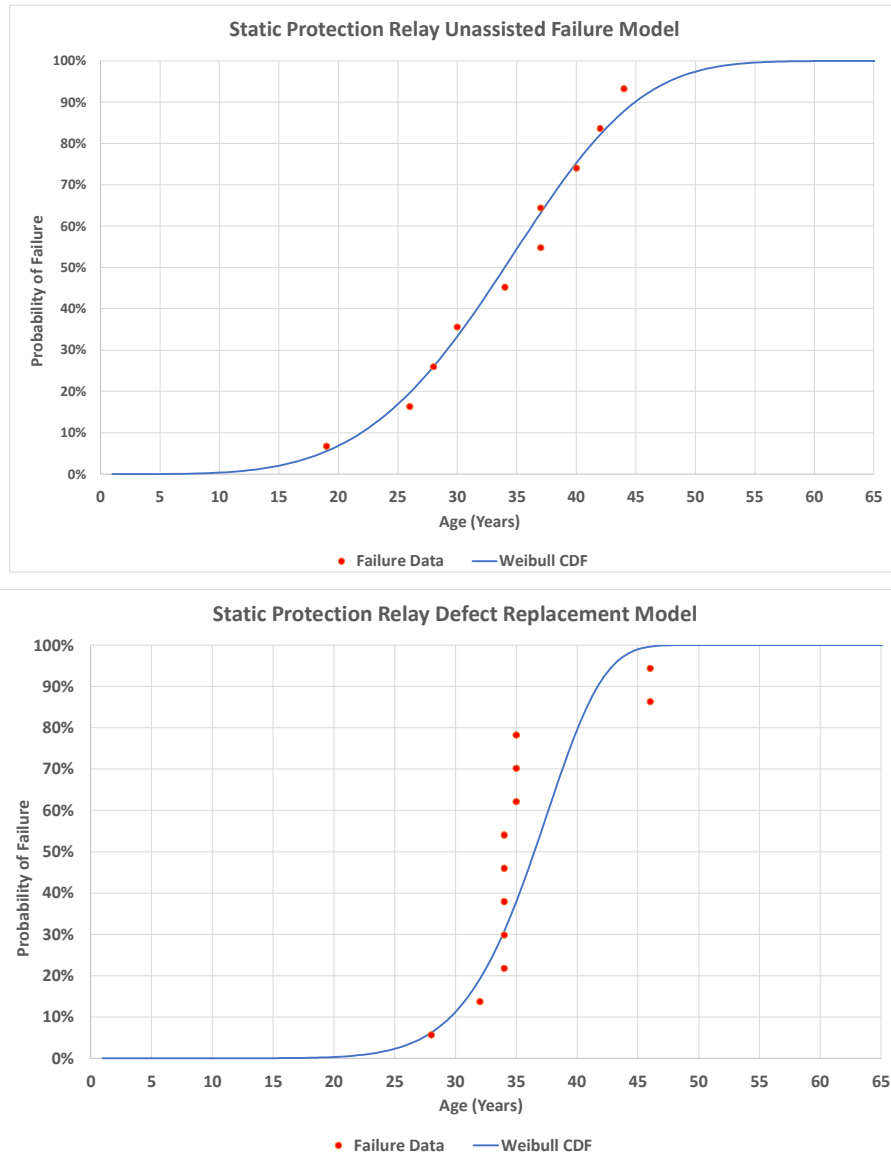 Static Protection Relay Unassisted Failure Model
100%
90%
80%
70%
60%
50%
40%
30%
20%
10%
0%
Probability of Failure
0 5 10 15 20 25 30 35 40 45 50 55 60 65
Age (Years)
Failure Data Weibull CDF
Static Protection Relay Defect Replacement Model
100%
90%
80%
70%
60%
50%
40%
30%
20%
10%
0%
Probability of Failure
0 5 10 15 20 25 30 35 40 45 50 55 60 65
Age (Years)
Failure Data Weibull CDF